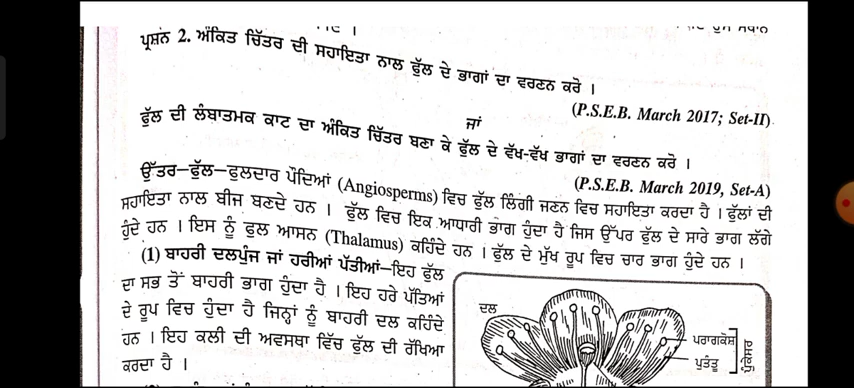 ਪ੍ਰਸ਼ਨ 2. ਅੰਕਿਤ ਚਿੱਤਰ ਦੀ ਸਹਾਇਤਾ ਨਾਲ ਫੁੱਲ ਦੇ ਭਾਗਾਂ ਦਾ ਵਰਣਨ ਕਰੋ ।
(P.S.E.B. March 2017; Set-II)
ਜਾਂ
ਫੁੱਲ ਦੀ ਲੰਬਾਤਮਕ ਕਾਟ ਦਾ ਅੰਕਿਤ ਚਿੱਤਰ ਬਣਾ ਕੇ ਫੁੱਲ ਦੇ ਵੱਖ-ਵੱਖ ਭਾਗਾਂ ਦਾ ਵਰਣਨ ਕਰੋ ।
(P.S.E.B. March 2019, Set-A)
ਉੱਤਰ—ਫੁੱਲ—ਫੁਲਦਾਰ ਪੌਦਿਆਂ (Angiosperms) ਵਿਚ ਫੁੱਲ ਲਿੰਗੀ ਜਣਨ ਵਿਚ ਸਹਾਇਤਾ ਕਰਦਾ ਹੈ । ਫੁੱਲਾਂ ਦੀ
ਸਹਾਇਤਾ ਨਾਲ ਬੀਜ ਬਣਦੇ ਹਨ । ਫੁੱਲ ਵਿਚ ਇਕ ਆਧਾਰੀ ਭਾਗ ਹੁੰਦਾ ਹੈ ਜਿਸ ਉੱਪਰ ਫੁੱਲ ਦੇ ਸਾਰੇ ਭਾਗ ਲੱਗੇ
ਹੁੰਦੇ ਹਨ । ਇਸ ਨੂੰ ਫੁਲ ਆਸਨ (Thalamus) ਕਹਿੰਦੇ ਹਨ । ਫੁੱਲ ਦੇ ਮੁੱਖ ਰੂਪ ਵਿਚ ਚਾਰ ਭਾਗ ਹੁੰਦੇ ਹਨ ।
(1) ਬਾਹਰੀ ਦਲਪੁੰਜ ਜਾਂ ਹਰੀਆਂ ਪੱਤੀਆਂ—ਇਹ ਫੁੱਲ
ਦਾ ਸਭ ਤੋਂ ਬਾਹਰੀ ਭਾਗ ਹੁੰਦਾ ਹੈ । ਇਹ ਹਰੇ ਪੱਤਿਆਂ
ਦੇ ਰੂਪ ਵਿਚ ਹੁੰਦਾ ਹੈ ਜਿਨ੍ਹਾਂ ਨੂੰ ਬਾਹਰੀ ਦਲ ਕਹਿੰਦੇ
ਹਨ । ਇਹ ਕਲੀ ਦੀ ਅਵਸਥਾ ਵਿੱਚ ਫੁੱਲ ਦੀ ਰੱਖਿਆ
ਕਰਦਾ ਹੈ ।
ਦਲ
ਪਰਾਗਕੋਸ਼
ਪੁਤੰਤੂ
ਪੁੰਕੇਸਰ